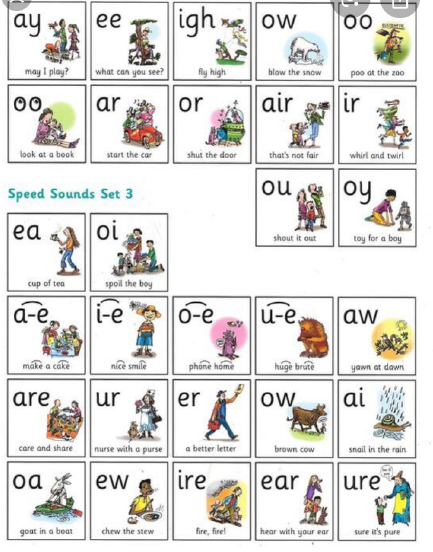 ay ee igh ow oo
may I play? what can you see? fly high blow the snow poo at the zoo
oo ar or air ir
look at a book start the car shut the door that's not fair whirl and twirl
ou oy
shout it out toy for a boy
Speed Sounds Set 3
ea oi
cup of tea spoil the boy
a-e i-e o-e u-e aw
make a cake nice smile phone home huge brute yawn at dawn
are ur er ow ai
care and share nurse with a purse a better letter brown cow snail in the rain
oa ew ire ear ure
goat in a boat chew the stew fire, fire! hear with your ear sure it's pure